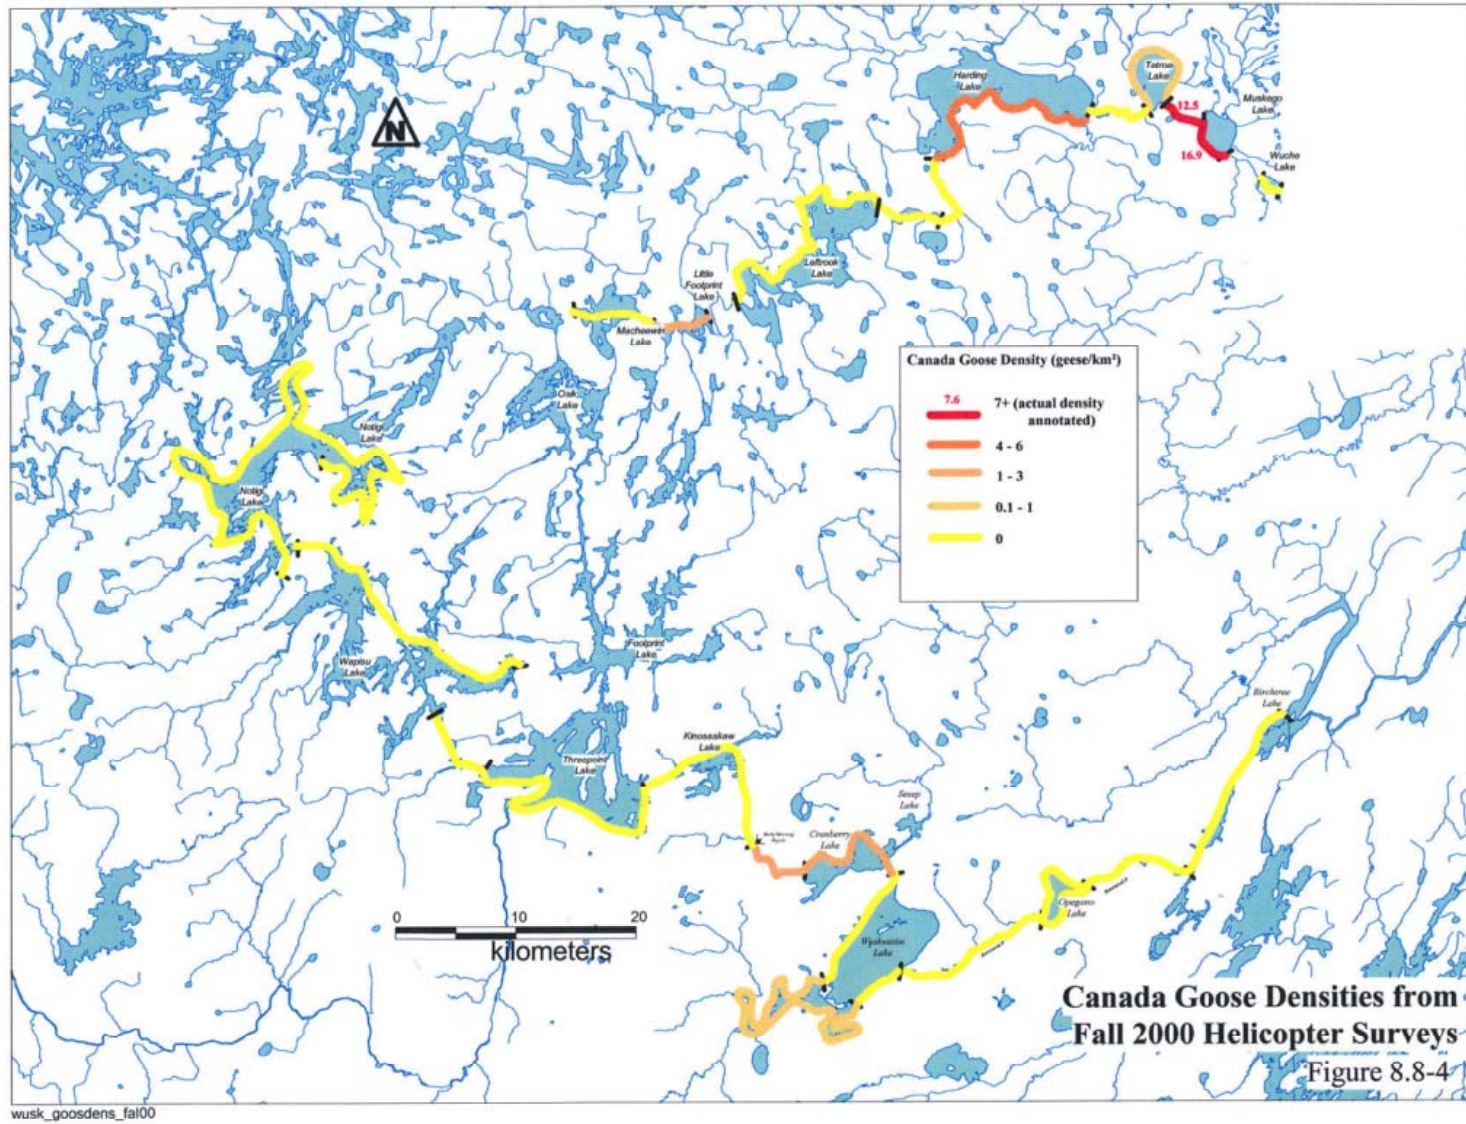 Tetroe
Lake
Harding
Lake
Muskego
Lake
12.5
16.9
Wuche
Lake
N
Leftrook
Lake
Little
Footprint
Lake
Macheewin
Lake
Canada Goose Density (geese/km²)
7.6
7+ (actual density
annotated)
4 - 6
1 - 3
0.1 - 1
0
Oak
Lake
Notigi
Lake
Notigi
Lake
Footprint
Lake
Wapisu
Lake
Birchtree
Lake
Kinosaskaw
Lake
Threepoint
Lake
Sesep
Lake
Cranberry
Lake
Opegano
Lake
Wuskwatim
Lake
0 10 20
kilometers
Canada Goose Densities from
Fall 2000 Helicopter Surveys
Figure 8.8-4
wusk_goosdens_fal00